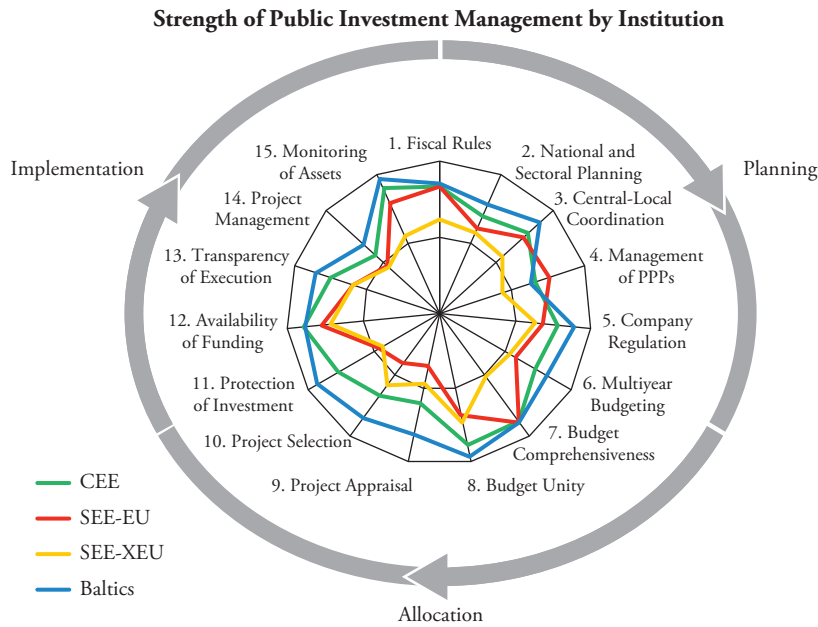 Strength of Public Investment Management by Institution
Implementation
Planning
Allocation
1. Fiscal Rules
2. National and
Sectoral Planning
3. Central-Local
Coordination
4. Management
of PPPs
5. Company
Regulation
6. Multiyear
Budgeting
7. Budget
Comprehensiveness
8. Budget Unity
9. Project Appraisal
10. Project Selection
11. Protection
of Investment
12. Availability
of Funding
13. Transparency
of Execution
14. Project
Management
15. Monitoring
of Assets
CEE
SEE-EU
SEE-XEU
Baltics